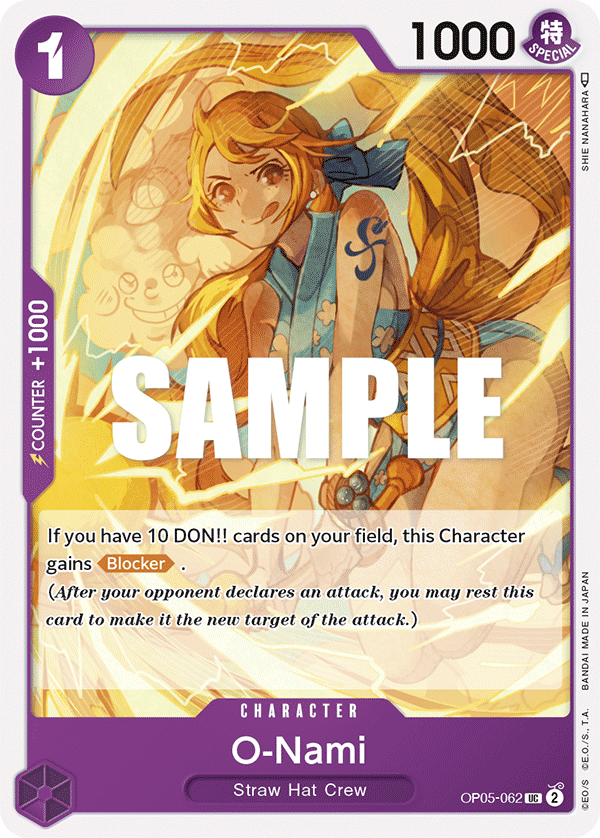 1
1000
特
SPECIAL
SHIE NANAHARA
COUNTER +1000
SAMPLE
If you have 10 DON!! cards on your field, this Character
gains Blocker .
(After your opponent declares an attack, you may rest this
card to make it the new target of the attack.)
CHARACTER
O-Nami
Straw Hat Crew
OP05-062 UC 2
©EO/S ©E.O./S., T.A. BANDAI MADE IN JAPAN